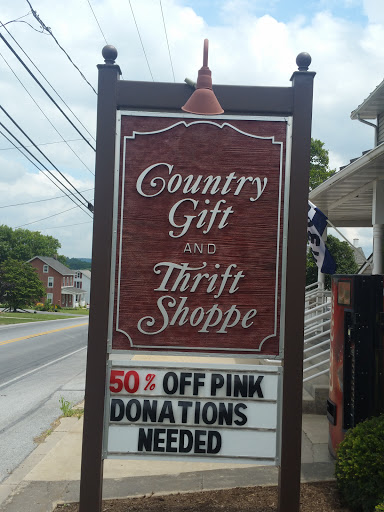 Country
Gift
AND
Thrift
Shoppe
50 % OFF PINK
DONATIONS
NEEDED